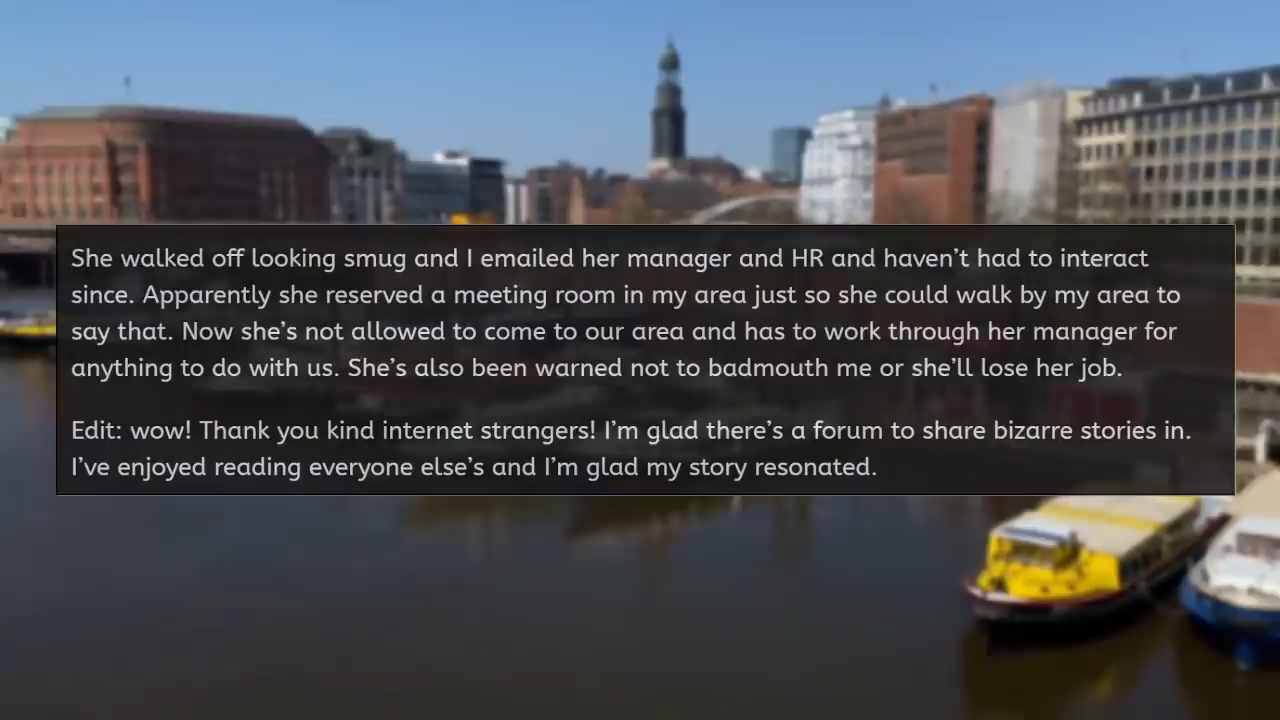 She walked off looking smug and I emailed her manager and HR and haven’t had to interact
since. Apparently she reserved a meeting room in my area just so she could walk by my area to
say that. Now she’s not allowed to come to our area and has to work through her manager for
anything to do with us. She’s also been warned not to badmouth me or she’ll lose her job.
Edit: wow! Thank you kind internet strangers! I’m glad there’s a forum to share bizarre stories in.
I’ve enjoyed reading everyone else’s and I’m glad my story resonated.